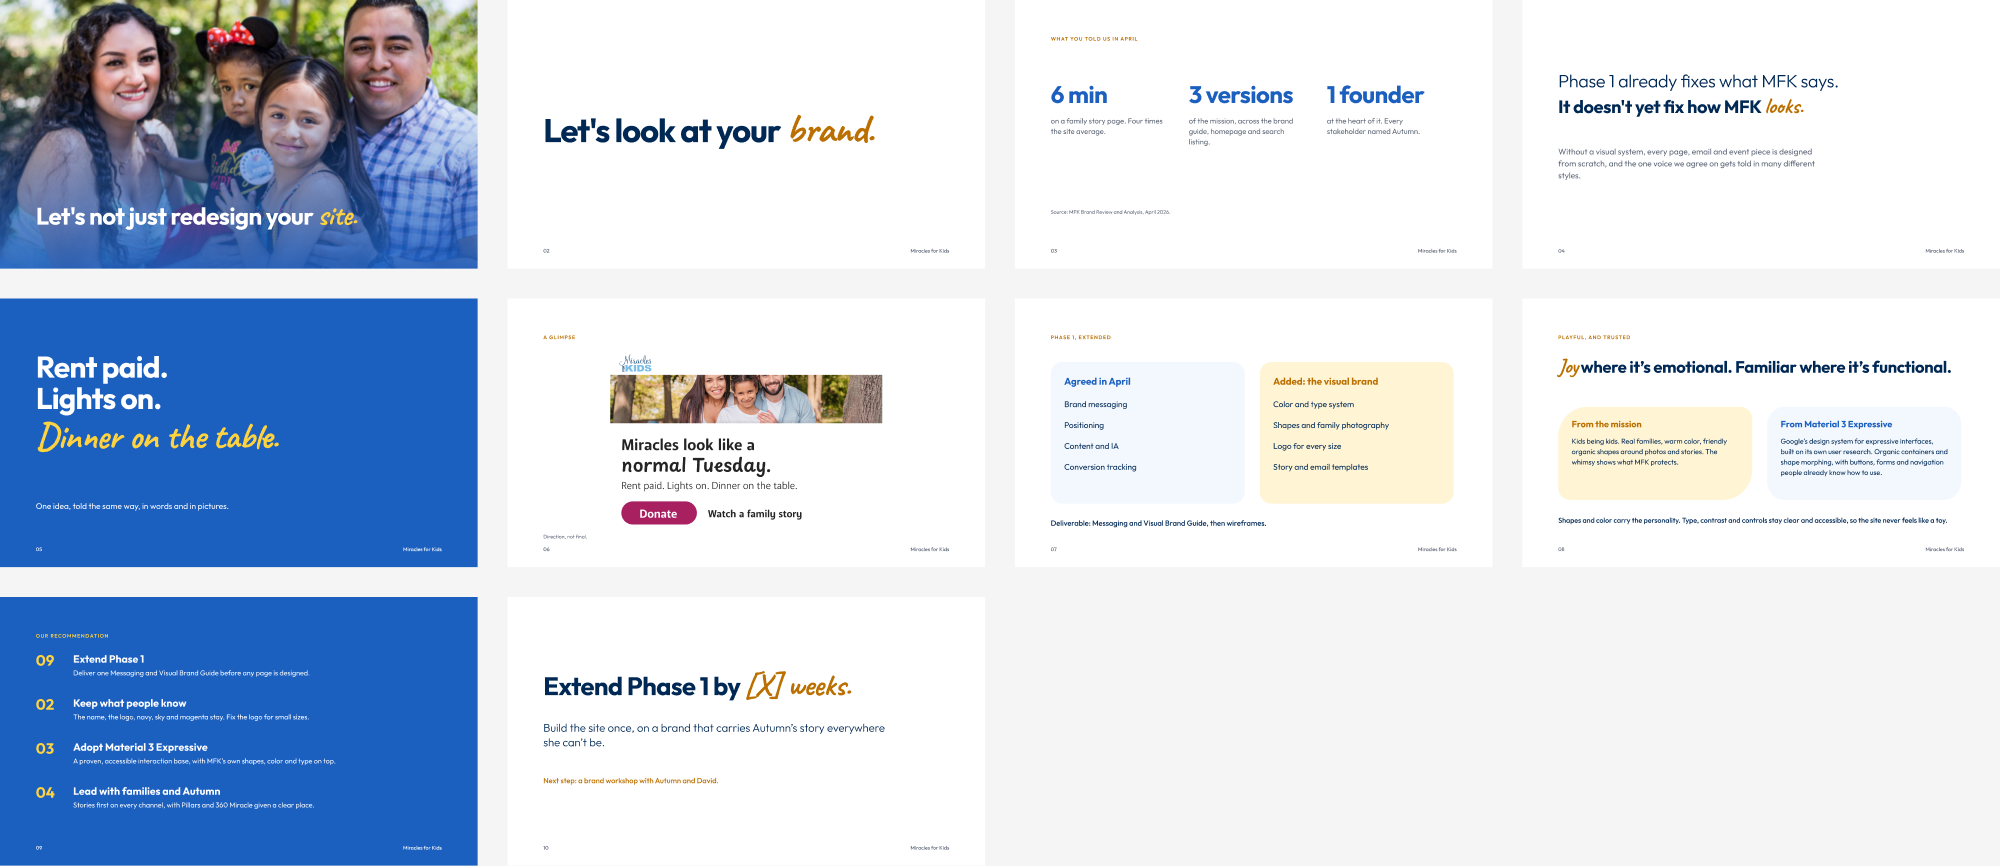 Let's not just redesign your site.
Let's look at your brand.
02
Miracles for Kids
WHAT YOU TOLD US IN APRIL
6 min
on a family story page. Four times
the site average.
3 versions
of the mission, across the brand
guide, homepage and search
listing.
1 founder
at the heart of it. Every
stakeholder named Autumn.
Source: MFK Brand Review and Analysis, April 2026.
03
Miracles for Kids
Phase 1 already fixes what MFK says.
It doesn't yet fix how MFK looks.
Without a visual system, every page, email and event piece is designed
from scratch, and the one voice we agree on gets told in many different
styles.
04
Miracles for Kids
Rent paid.
Lights on.
Dinner on the table.
One idea, told the same way, in words and in pictures.
05
Miracles for Kids
A GLIMPSE
Miracles
for KIDS
Miracles look like a
normal Tuesday.
Rent paid. Lights on. Dinner on the table.
Donate
Watch a family story
Direction, not final.
06
Miracles for Kids
PHASE 1, EXTENDED
Agreed in April
Brand messaging
Positioning
Content and IA
Conversion tracking
Added: the visual brand
Color and type system
Shapes and family photography
Logo for every size
Story and email templates
Deliverable: Messaging and Visual Brand Guide, then wireframes.
07
Miracles for Kids
PLAYFUL, AND TRUSTED
Joy where it's emotional. Familiar where it's functional.
From the mission
Kids being kids. Real families, warm color, friendly
organic shapes around photos and stories. The
whimsy shows what MFK protects.
From Material 3 Expressive
Google's design system for expressive interfaces,
built on its own user research. Organic containers and
shape morphing, with buttons, forms and navigation
people already know how to use.
Shapes and color carry the personality. Type, contrast and controls stay clear and accessible, so the site never feels like a toy.
08
Miracles for Kids
OUR RECOMMENDATION
09 Extend Phase 1
Deliver one Messaging and Visual Brand Guide before any page is designed.
02 Keep what people know
The name, the logo, navy, sky and magenta stay. Fix the logo for small sizes.
03 Adopt Material 3 Expressive
A proven, accessible interaction base, with MFK's own shapes, color and type on top.
04 Lead with families and Autumn
Stories first on every channel, with Pillars and 360 Miracle given a clear place.
09
Miracles for Kids
Extend Phase 1 by [X] weeks.
Build the site once, on a brand that carries Autumn's story everywhere
she can't be.
Next step: a brand workshop with Autumn and David.
10
Miracles for Kids